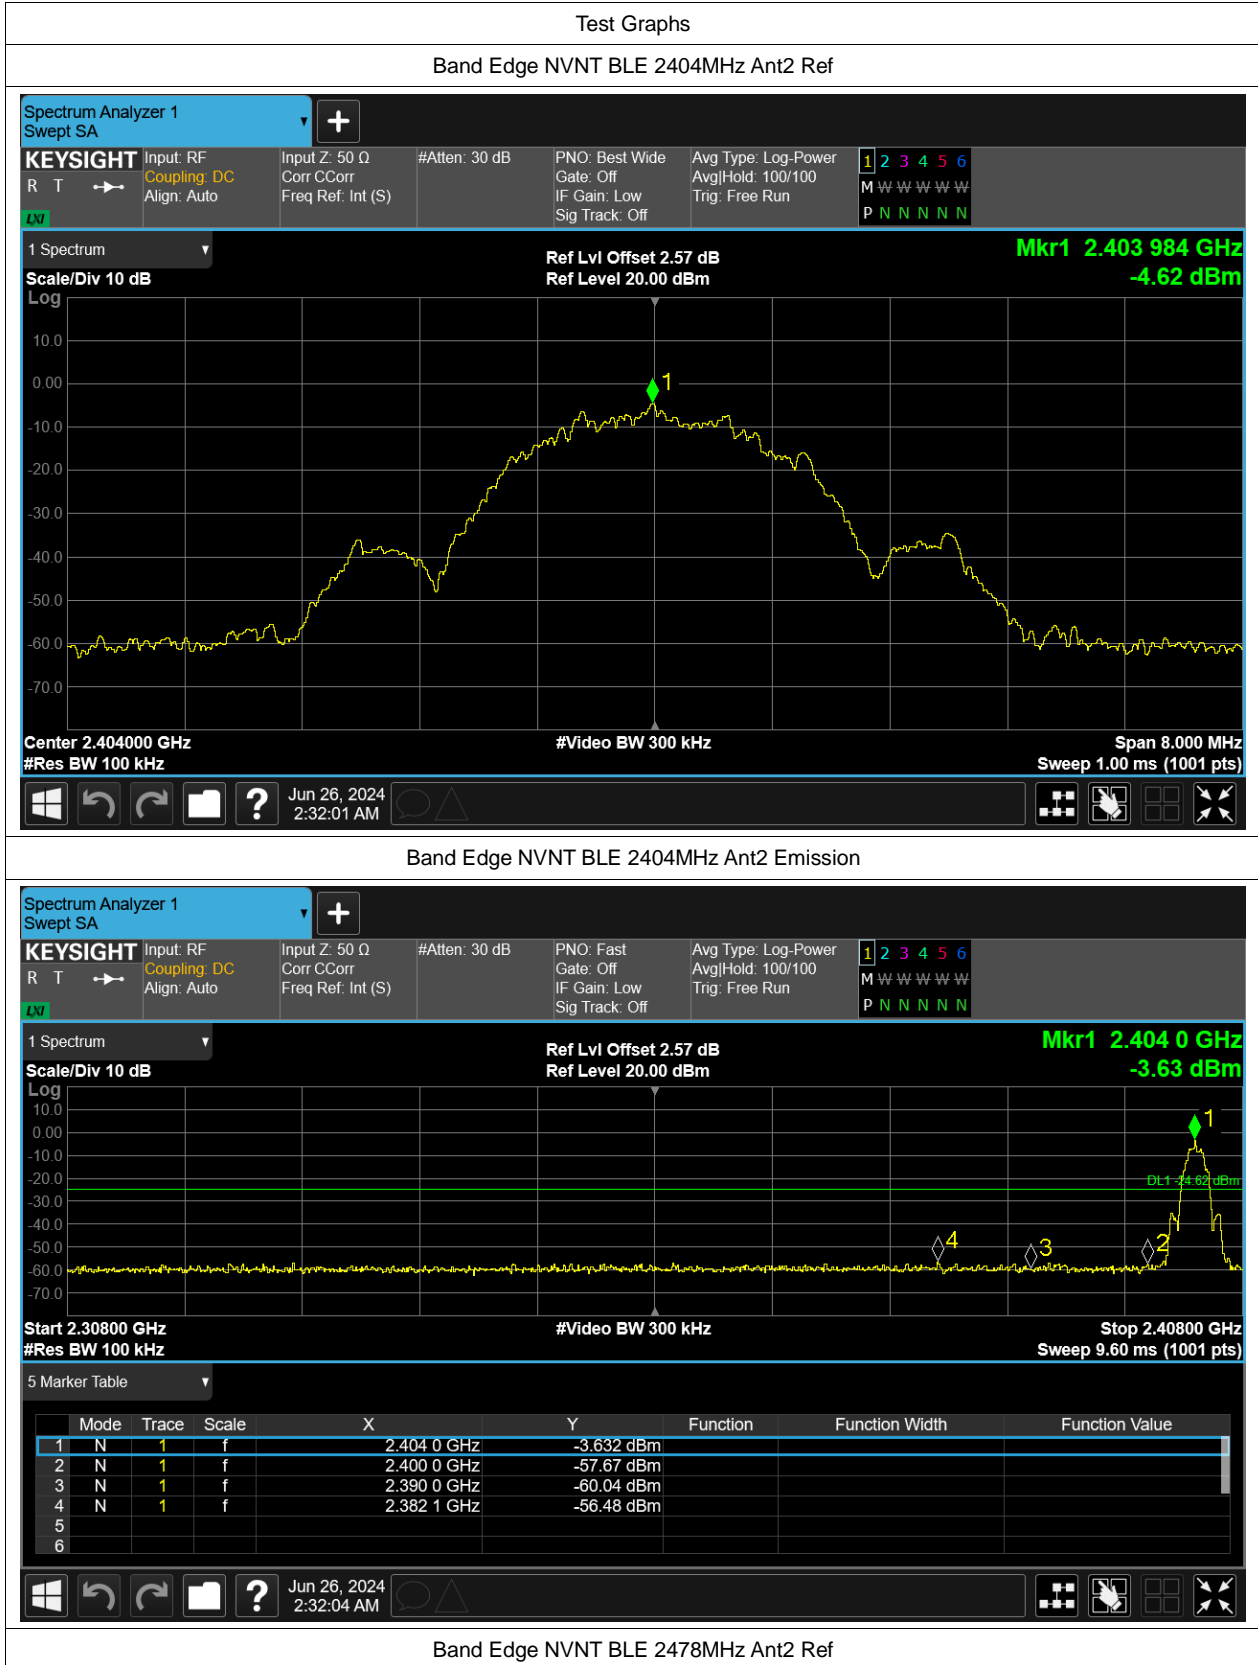 Test Graphs
Band Edge NVNT BLE 2404MHz Ant2 Ref
Spectrum Analyzer 1
Swept SA
KEYSIGHT Input: RF Input Z: 50 Ω #Atten: 30 dB PNO: Best Wide Avg Type: Log-Power 1 2 3 4 5 6
R T Coupling: DC Corr CCorr Gate: Off Avg|Hold: 100/100 M W W W W W
Align: Auto Freq Ref: Int (S) IF Gain: Low Trig: Free Run
LXI Sig Track: Off P N N N N N
1 Spectrum
Ref Lvl Offset 2.57 dB
Mkr1 2.403 984 GHz
Scale/Div 10 dB Ref Level 20.00 dBm -4.62 dBm
Log
10.0
0.00
1
-10.0
-20.0
-30.0
-40.0
-50.0
-60.0
-70.0
Center 2.404000 GHz #Video BW 300 kHz Span 8.000 MHz
#Res BW 100 kHz Sweep 1.00 ms (1001 pts)
? Jun 26, 2024
2:32:01 AM
Band Edge NVNT BLE 2404MHz Ant2 Emission
Spectrum Analyzer 1
Swept SA
KEYSIGHT Input: RF Input Z: 50 Ω #Atten: 30 dB PNO: Fast Avg Type: Log-Power 1 2 3 4 5 6
R T Coupling: DC Corr CCorr Gate: Off Avg|Hold: 100/100 M W W W W W
Align: Auto Freq Ref: Int (S) IF Gain: Low Trig: Free Run
LXI Sig Track: Off P N N N N N
1 Spectrum
Ref Lvl Offset 2.57 dB
Mkr1 2.404 0 GHz
Scale/Div 10 dB Ref Level 20.00 dBm -3.63 dBm
Log
10.0
1
0.00
-10.0
-20.0
DL1 -24.62 dBm
-30.0
-40.0
4 3 2
-50.0
-60.0
-70.0
Start 2.30800 GHz #Video BW 300 kHz Stop 2.40800 GHz
#Res BW 100 kHz Sweep 9.60 ms (1001 pts)
5 Marker Table
Mode Trace Scale X Y Function Function Width Function Value
1 N 1 f 2.404 0 GHz -3.632 dBm
2 N 1 f 2.400 0 GHz -57.67 dBm
3 N 1 f 2.390 0 GHz -60.04 dBm
4 N 1 f 2.382 1 GHz -56.48 dBm
5
6
? Jun 26, 2024
2:32:04 AM
Band Edge NVNT BLE 2478MHz Ant2 Ref